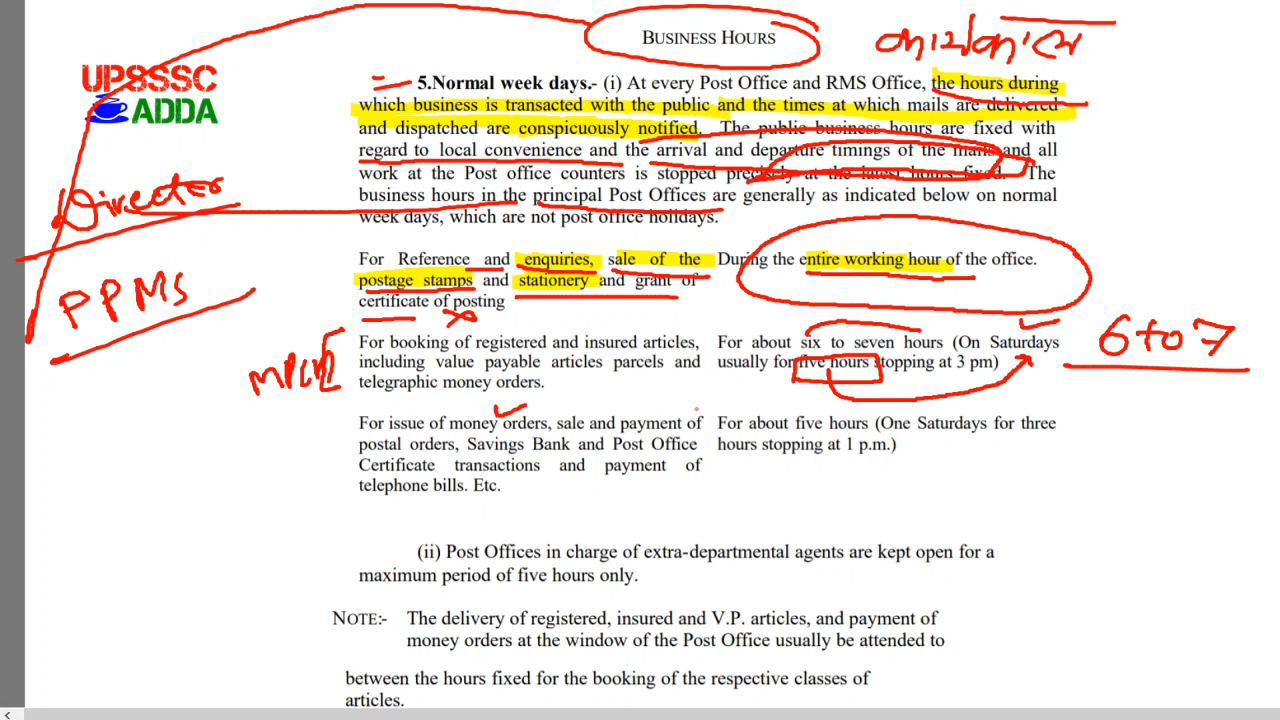 BUSINESS HOURS
UPSSSC
ADDA
5.Normal week days.- (i) At every Post Office and RMS Office, the hours during
which business is transacted with the public and the times at which mails are delivered
and dispatched are conspicuously notified. The public business hours are fixed with
regard to local convenience and the arrival and departure timings of the mails and all
work at the Post office counters is stopped precisely at the latest hours fixed. The
business hours in the principal Post Offices are generally as indicated below on normal
week days, which are not post office holidays.
Director
PPMS
For Reference and enquiries, sale of the
postage stamps and stationery and grant of
certificate of posting
During the entire working hour of the office.
For booking of registered and insured articles,
including value payable articles parcels and
telegraphic money orders.
For about six to seven hours (On Saturdays
usually for five hours stopping at 3 pm)
6 to 7
For issue of money orders, sale and payment of
postal orders, Savings Bank and Post Office
Certificate transactions and payment of
telephone bills. Etc.
For about five hours (One Saturdays for three
hours stopping at 1 p.m.)
(ii) Post Offices in charge of extra-departmental agents are kept open for a
maximum period of five hours only.
NOTE:- The delivery of registered, insured and V.P. articles, and payment of
money orders at the window of the Post Office usually be attended to
between the hours fixed for the booking of the respective classes of
articles.